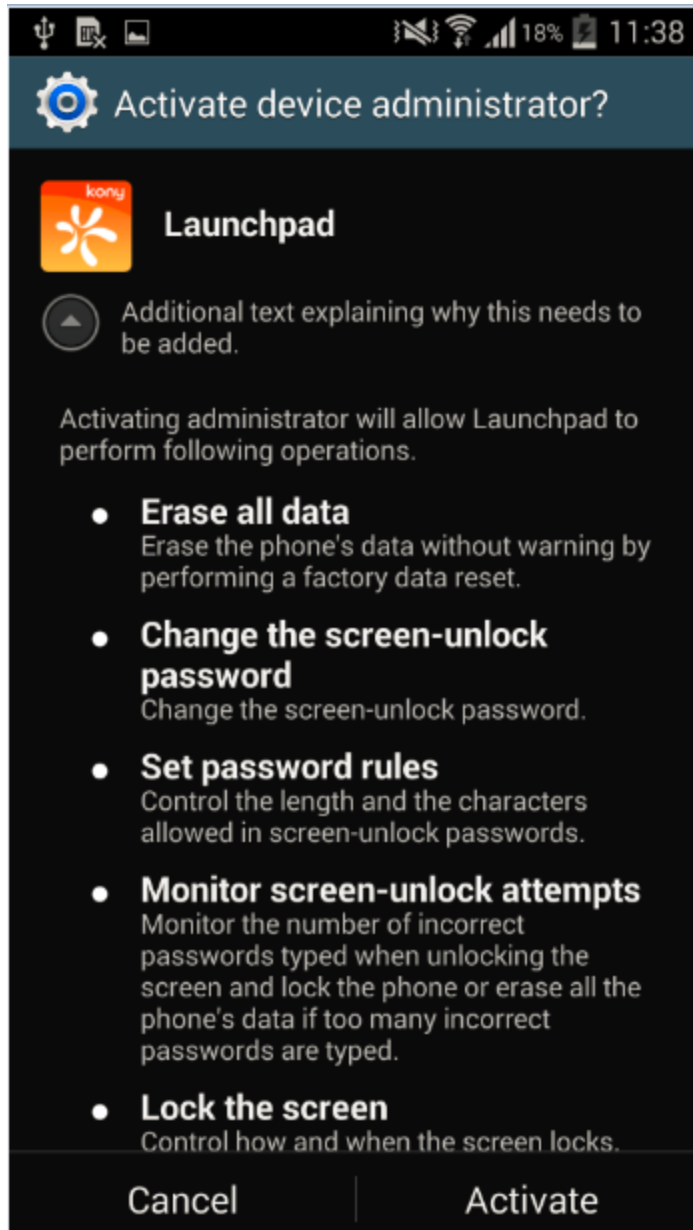 18% 11:38
Activate device administrator?
kony
Launchpad
Additional text explaining why this needs to
be added.
Activating administrator will allow Launchpad to
perform following operations.
Erase all data
Erase the phone's data without warning by
performing a factory data reset.
Change the screen-unlock
password
Change the screen-unlock password.
Set password rules
Control the length and the characters
allowed in screen-unlock passwords.
Monitor screen-unlock attempts
Monitor the number of incorrect
passwords typed when unlocking the
screen and lock the phone or erase all the
phone's data if too many incorrect
passwords are typed.
Lock the screen
Control how and when the screen locks.
Cancel Activate